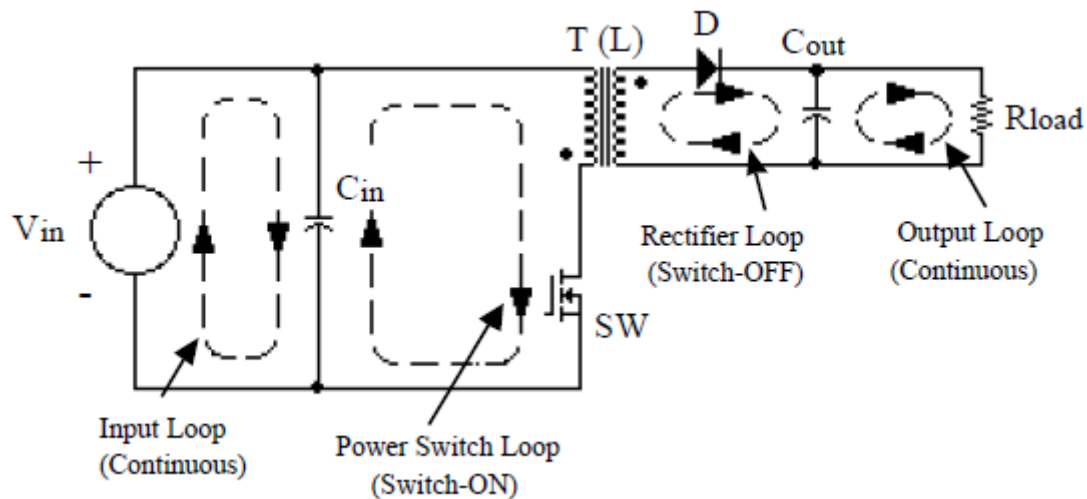 D
T (L)
Cout
Rload
+
Vin
-
Cin
SW
Rectifier Loop
(Switch-OFF)
Output Loop
(Continuous)
Input Loop
(Continuous)
Power Switch Loop
(Switch-ON)